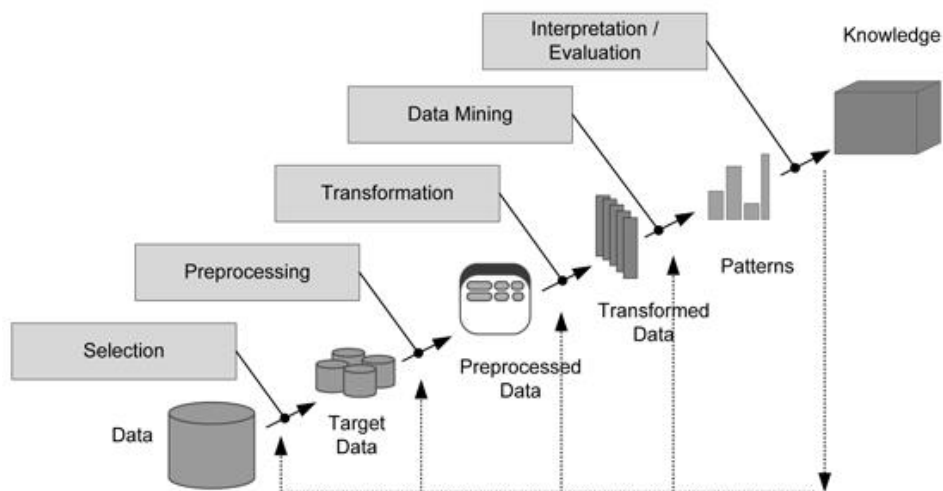 Interpretation /
Evaluation
Knowledge
Data Mining
Transformation
Patterns
Preprocessing
Transformed
Data
Selection
Preprocessed
Data
Target
Data
Data